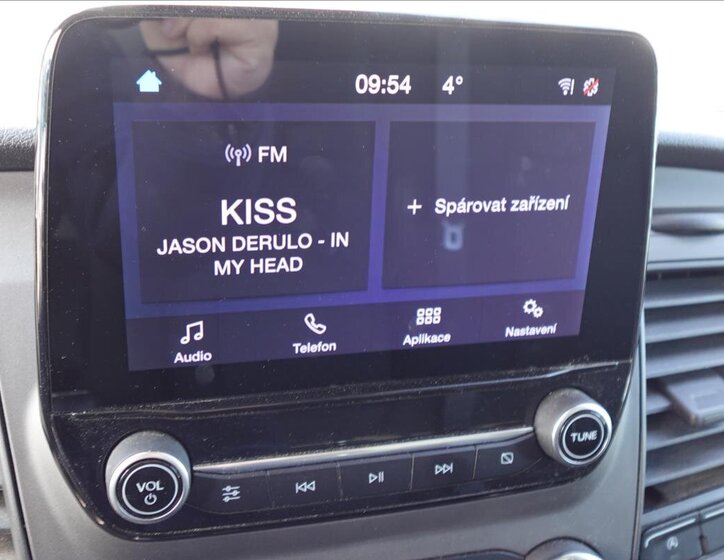 09:54 4°
FM
KISS
JASON DERULO - IN
MY HEAD
+ Spárovat zařízení
Audio
Telefon
Aplikace
Nastavení
VOL
TUNE